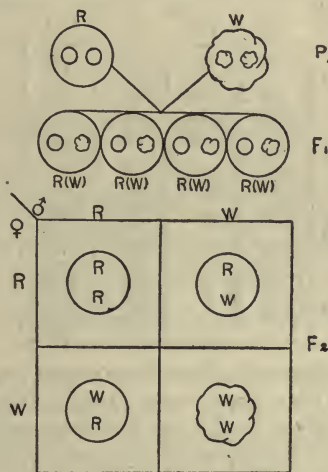 R W
P1
F1
R(W) R(W) R(W) R(W)
♂ R W
♀
R R R
R W
F2
W W W
R W